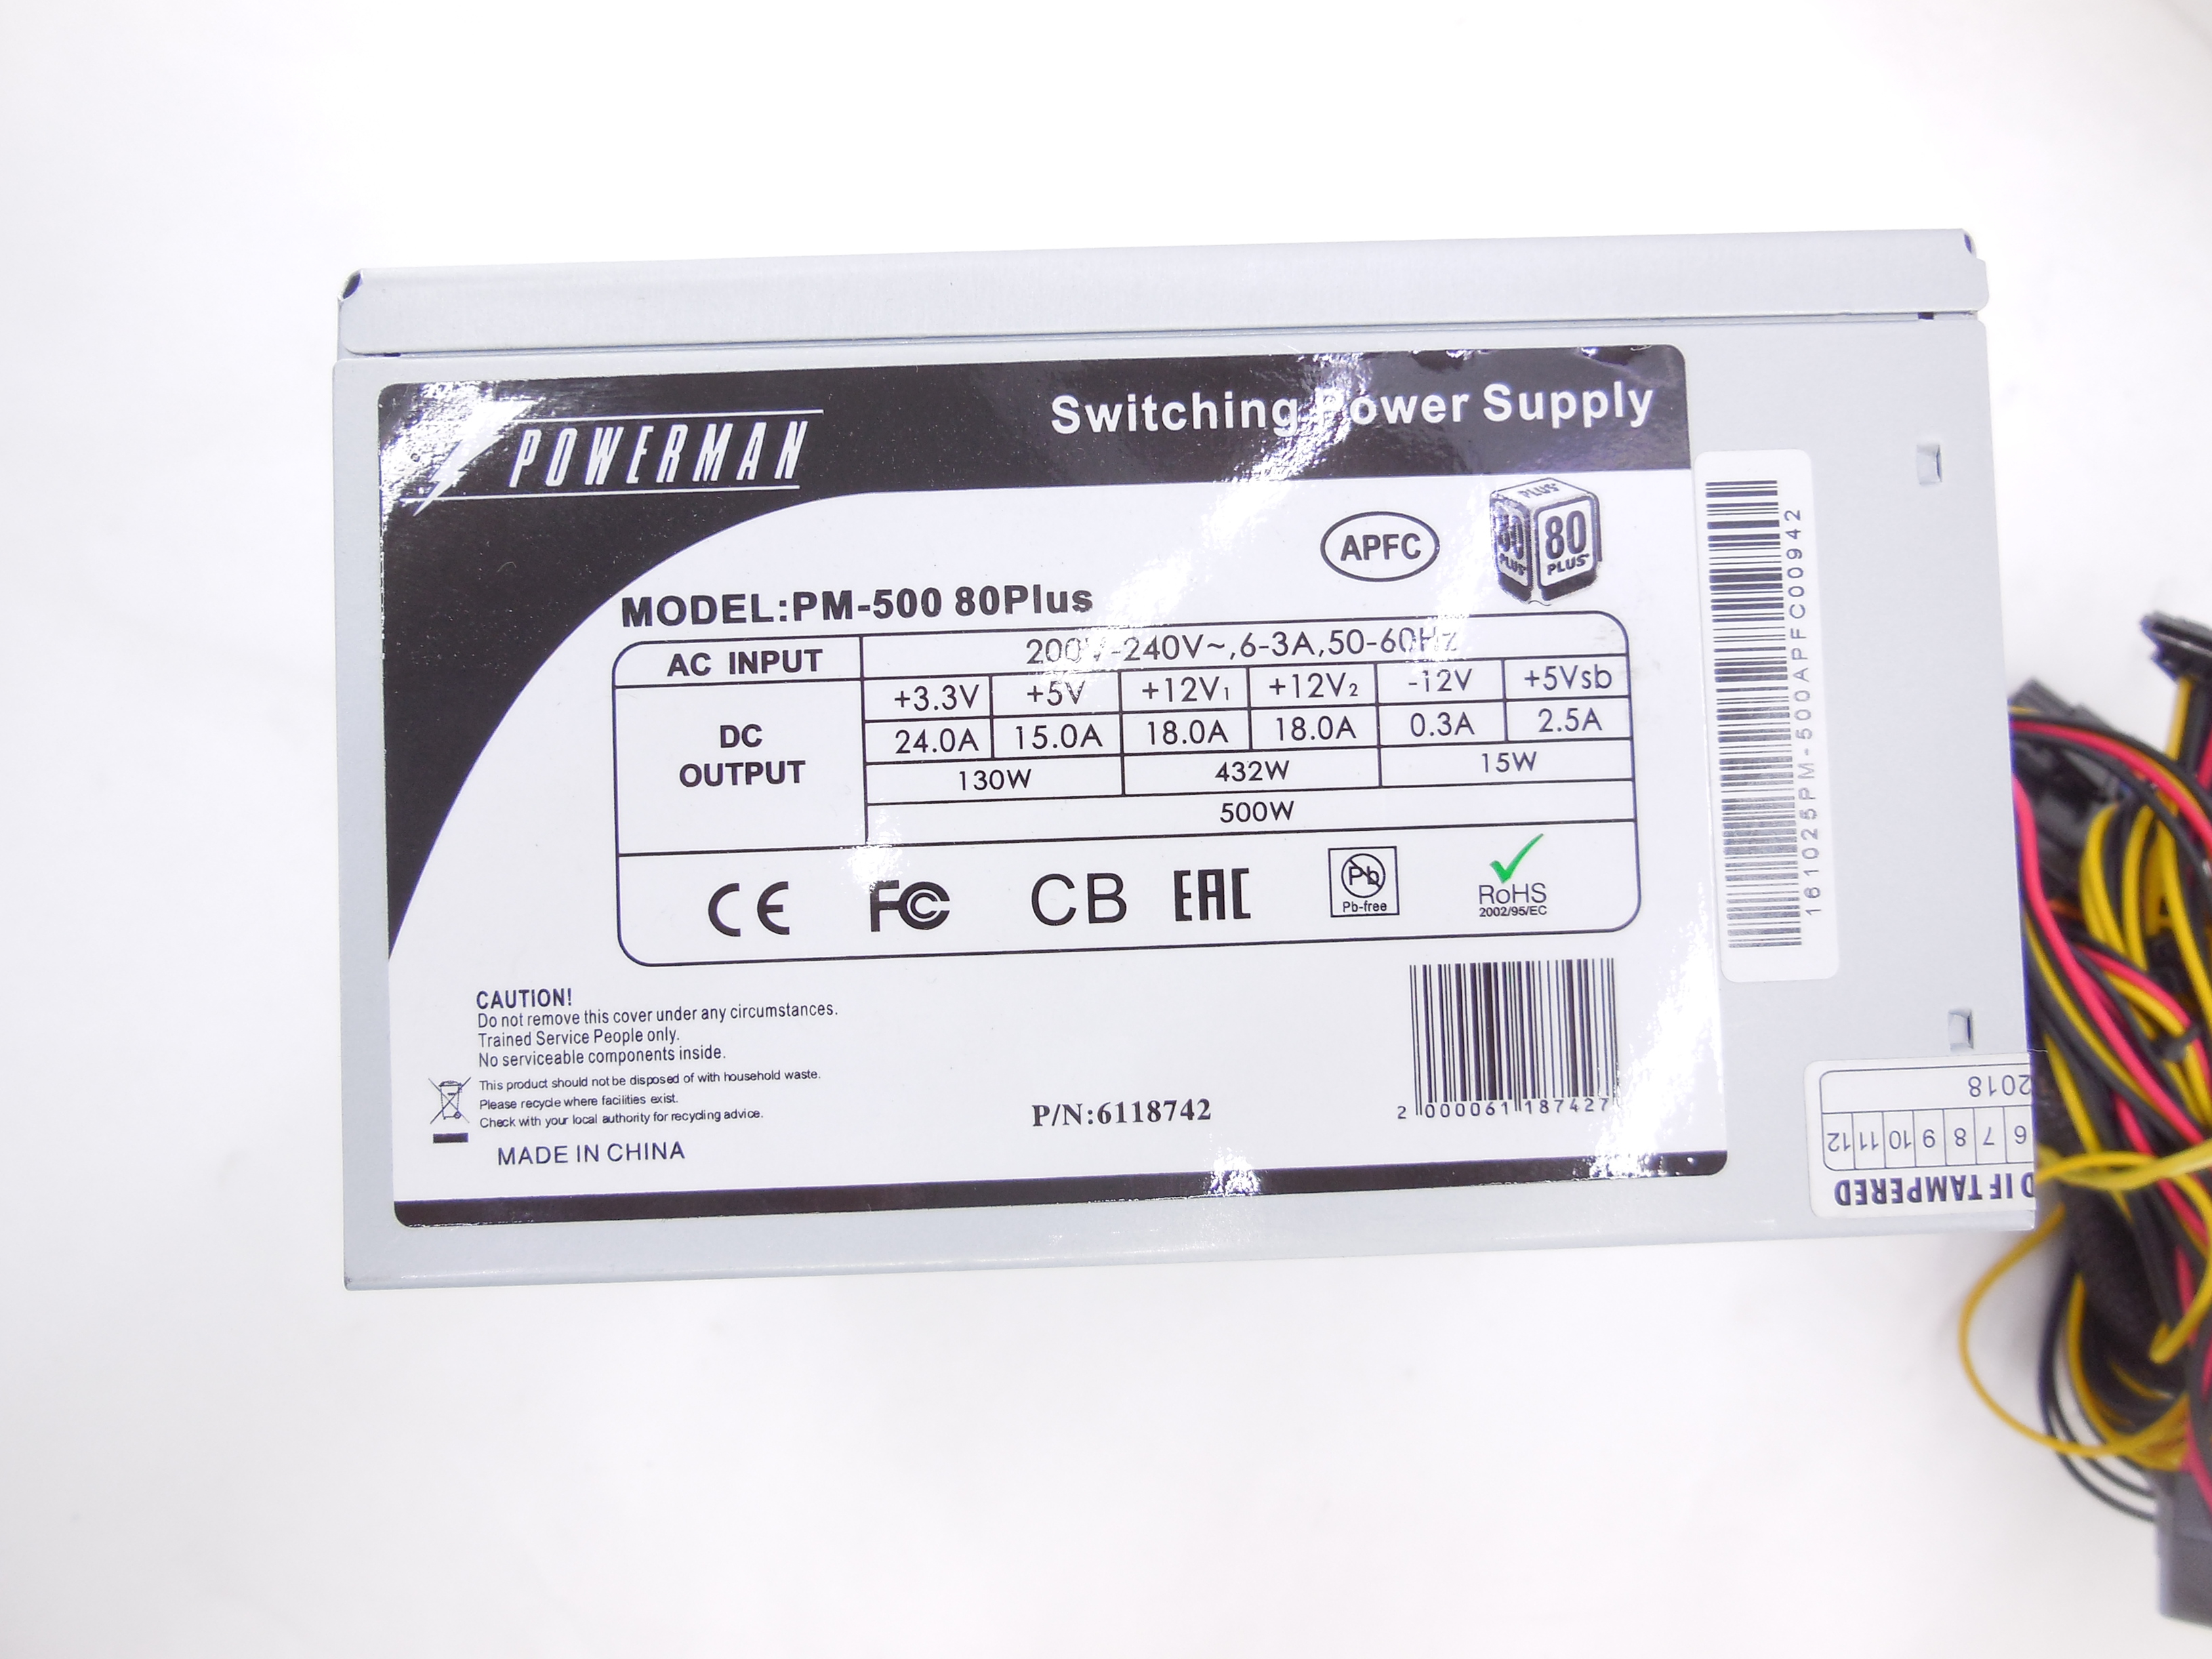 POWERMAN
Switching Power Supply
APFC
PLUS
80 PLUS
80 PLUS
MODEL:PM-500 80Plus
AC INPUT 200V-240V~,6-3A,50-60Hz
DC OUTPUT
+3.3V +5V +12V1 +12V2 -12V +5Vsb
24.0A 15.0A 18.0A 18.0A 0.3A 2.5A
130W 432W 15W
500W
CE FC CB EAC Pb Pb-free RoHS
2002/95/EC
CAUTION!
Do not remove this cover under any circumstances.
Trained Service People only.
No serviceable components inside.
This product should not be disposed of with household waste.
Please recycle where facilities exist.
Check with your local authority for recycling advice.
MADE IN CHINA
P/N:6118742
2 000061 187427
161025PM-500APFC00942
2018
6 7 8 9 10 11 12
D IF TAMPERED